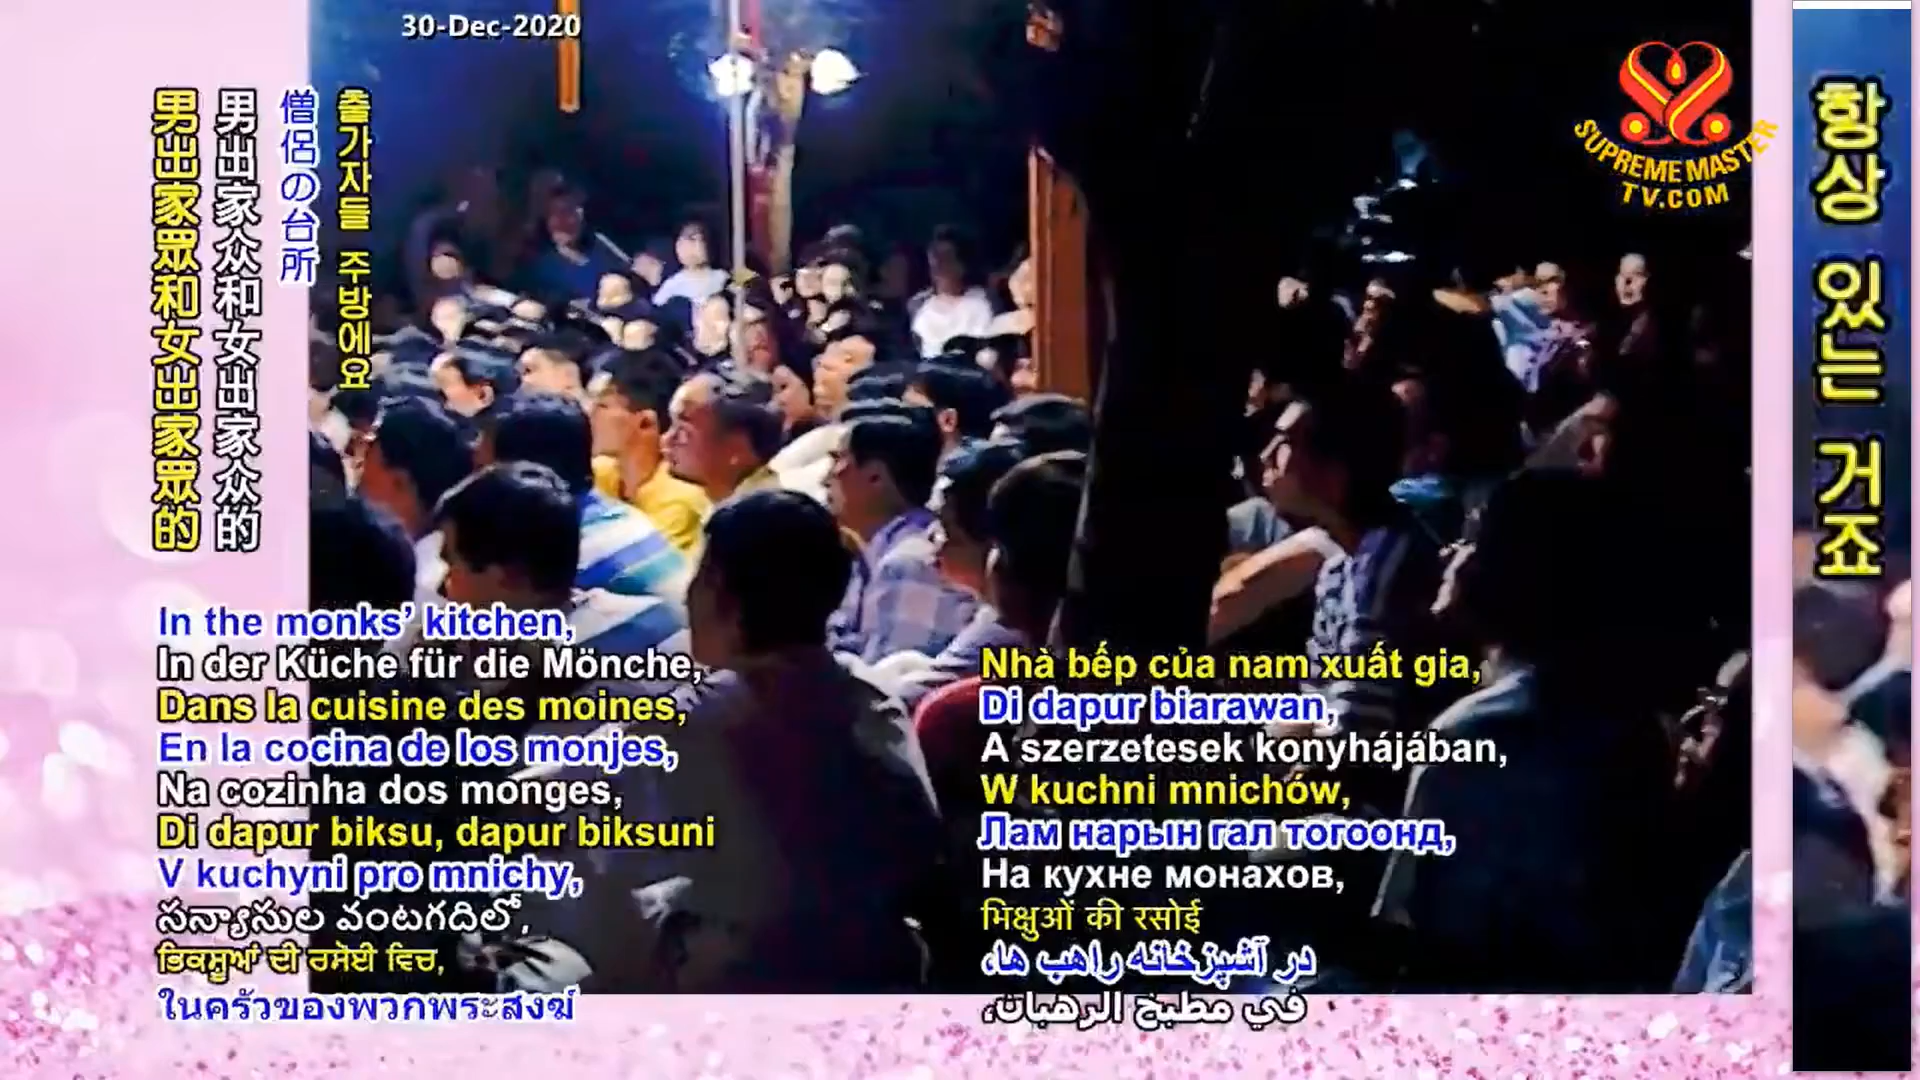 30-Dec-2020
SUPREME MASTER
TV.COM
항상 있는 거죠
출가자들 주방에요
僧侶の台所
男出家众和女出家众的
男出家眾和女出家眾的
In the monks’ kitchen,
In der Küche für die Mönche,
Dans la cuisine des moines,
En la cocina de los monjes,
Na cozinha dos monges,
Di dapur biksu, dapur biksuni
V kuchyni pro mnichy,
సన్యాసుల వంటగదిలో,
ਭਿਕਸ਼ੂਆਂ ਦੀ ਰਸੋਈ ਵਿਚ,
ในครัวของพวกพระสงฆ์
Nhà bếp của nam xuất gia,
Di dapur biarawan,
A szerzetesek konyhájában,
W kuchni mnichów,
Лам нарын гал тогоонд,
На кухне монахов,
भिक्षुओं की रसोई
در آشپزخانه راهب ها،
في مطبخ الرهبان،